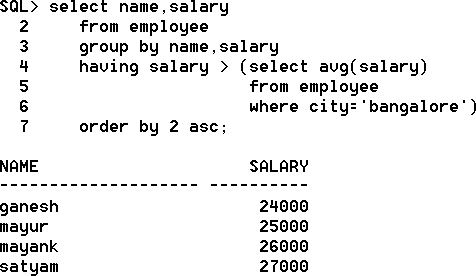 SQL> select name,salary
  2    from employee
  3    group by name,salary
  4    having salary > (select avg(salary)
  5                     from employee
  6                     where city='bangalore')
  7    order by 2 asc;

NAME                     SALARY
-------------------- ----------
ganesh                    24000
mayur                     25000
mayank                    26000
satyam                    27000